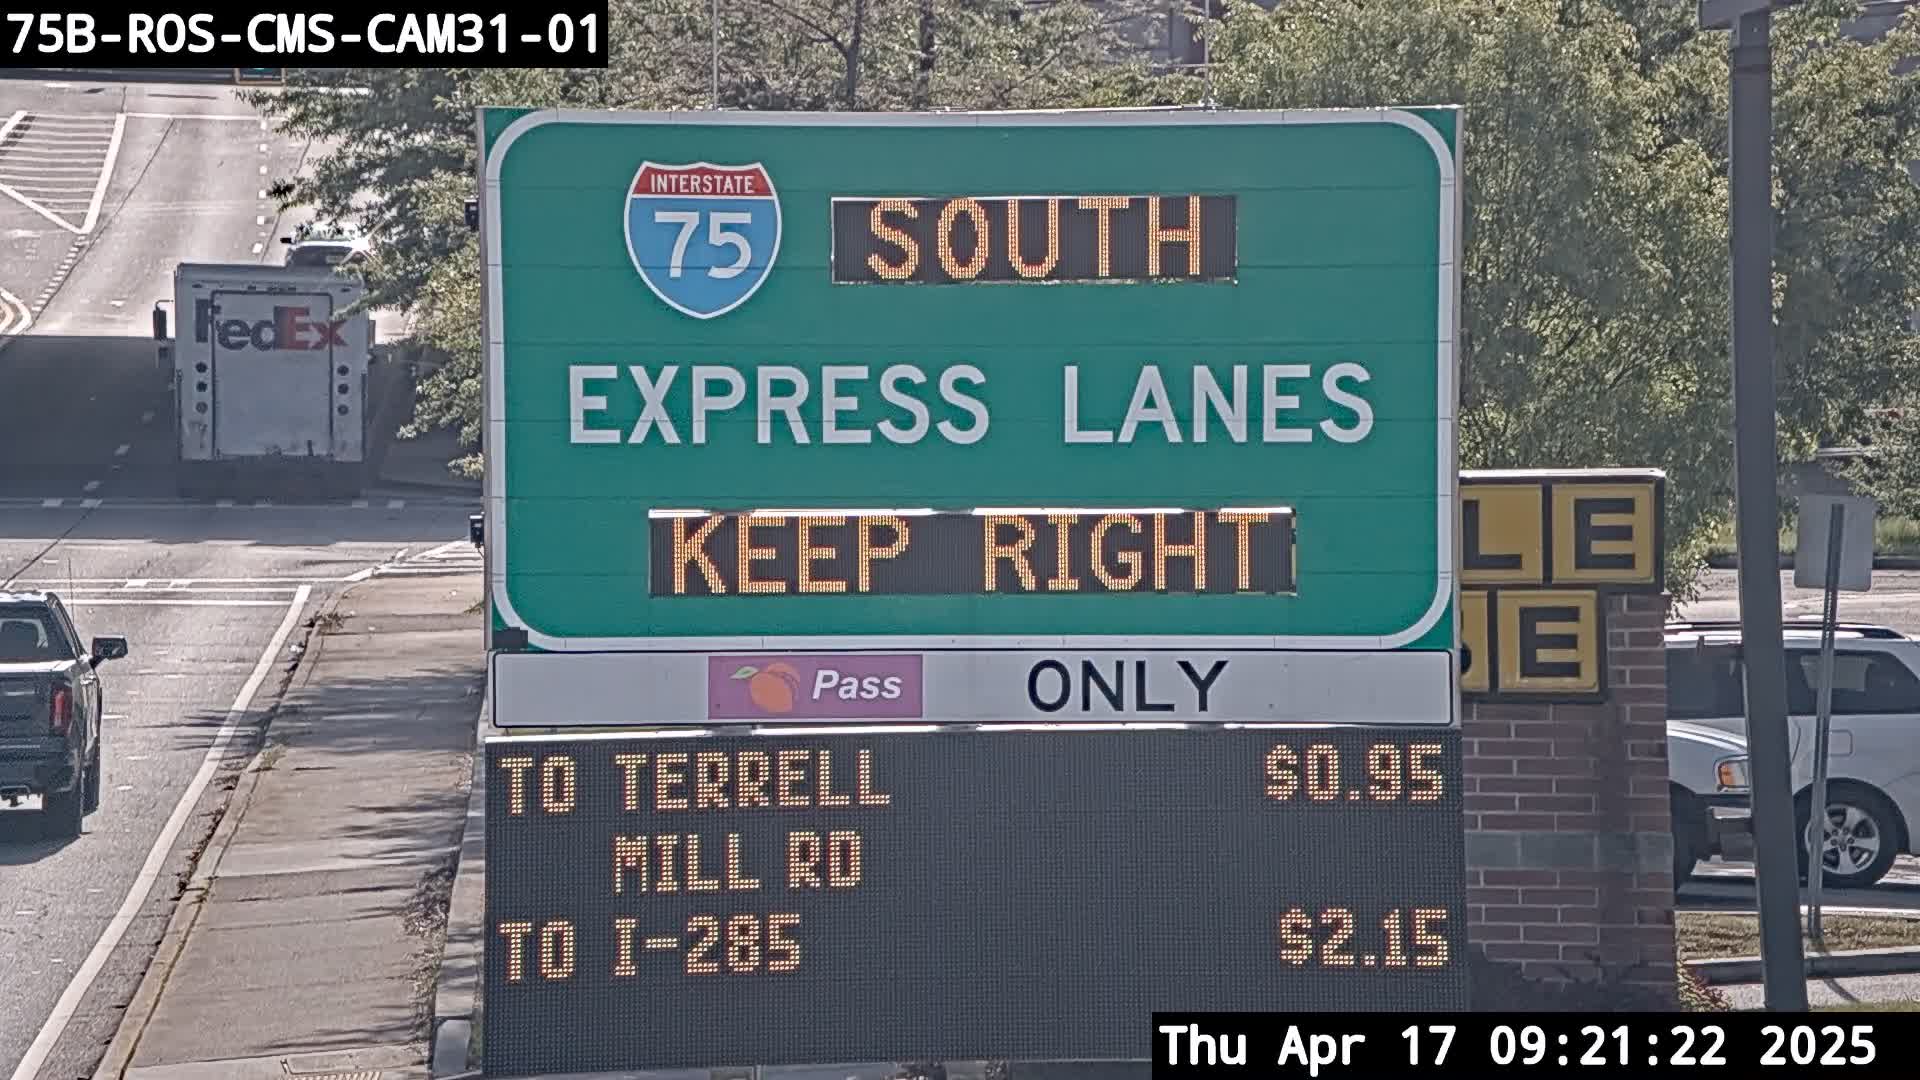 75B-ROS-CMS-CAM31-01
INTERSTATE
75
SOUTH
FedEx
EXPRESS LANES
KEEP RIGHT
LE
E
Pass ONLY
TO TERRELL $0.95
MILL RD
TO I-285 $2.15
Thu Apr 17 09:21:22 2025